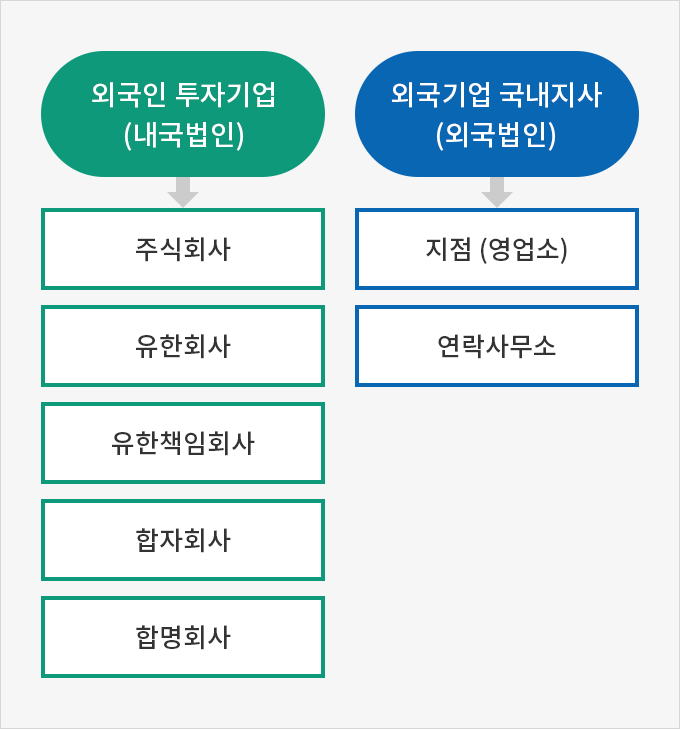 외국인 투자기업
(내국법인)
주식회사
유한회사
유한책임회사
합자회사
합명회사
외국기업 국내지사
(외국법인)
지점 (영업소)
연락사무소